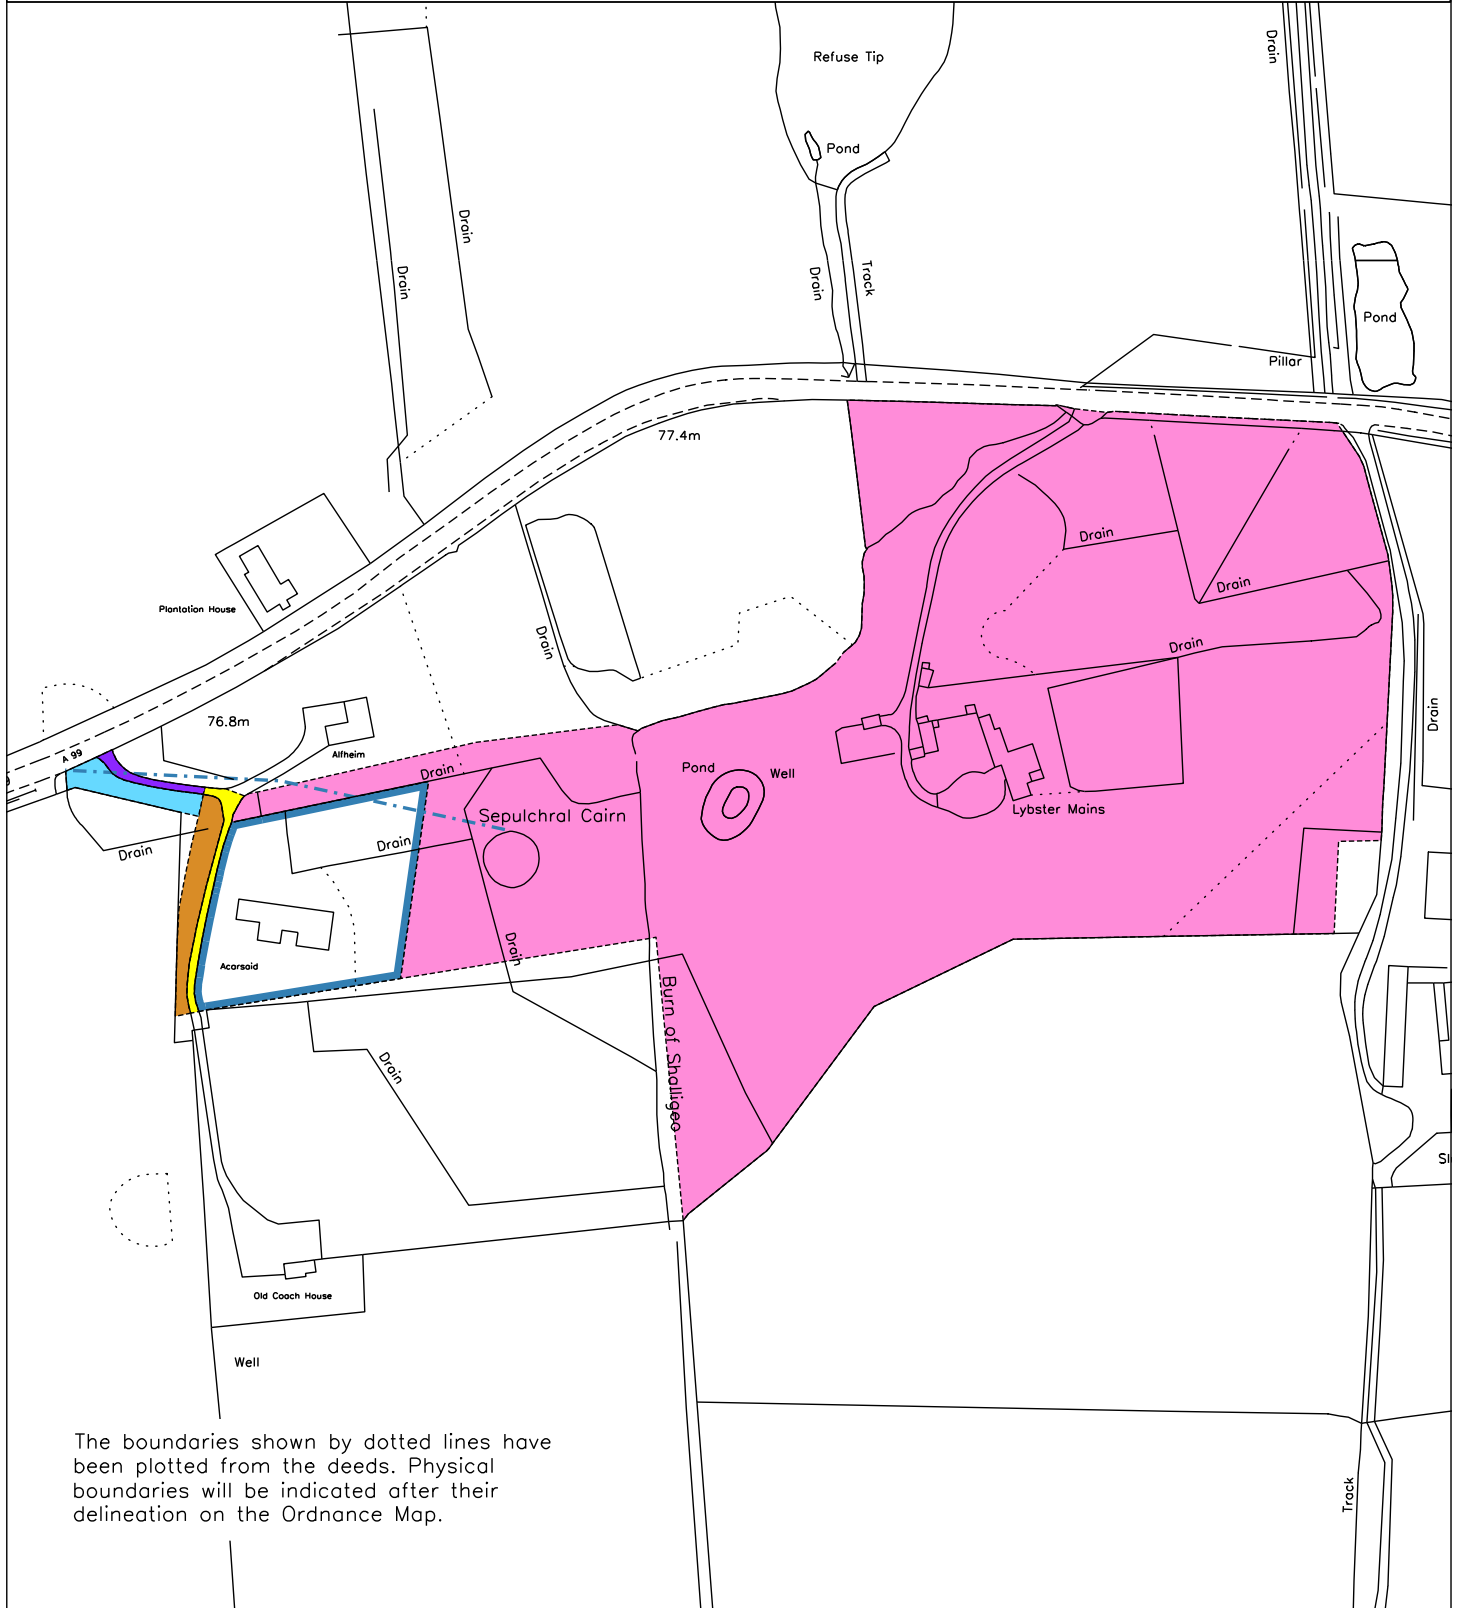 Refuse Tip
Drain
Pond
Drain
Drain
Drain
Track
Pond
Pillar
77.4m
Drain
Drain
Plantation House
Drain
Drain
76.8m
Alfheim
A 99
Drain
Pond
Well
Drain
Sepulchral Cairn
Lybster Mains
Drain
Drain
Drain
Acarsaid
Burn of Shalligeo
Drain
Old Coach House
Well
The boundaries shown by dotted lines have
been plotted from the deeds. Physical
boundaries will be indicated after their
delineation on the Ordnance Map.
Track